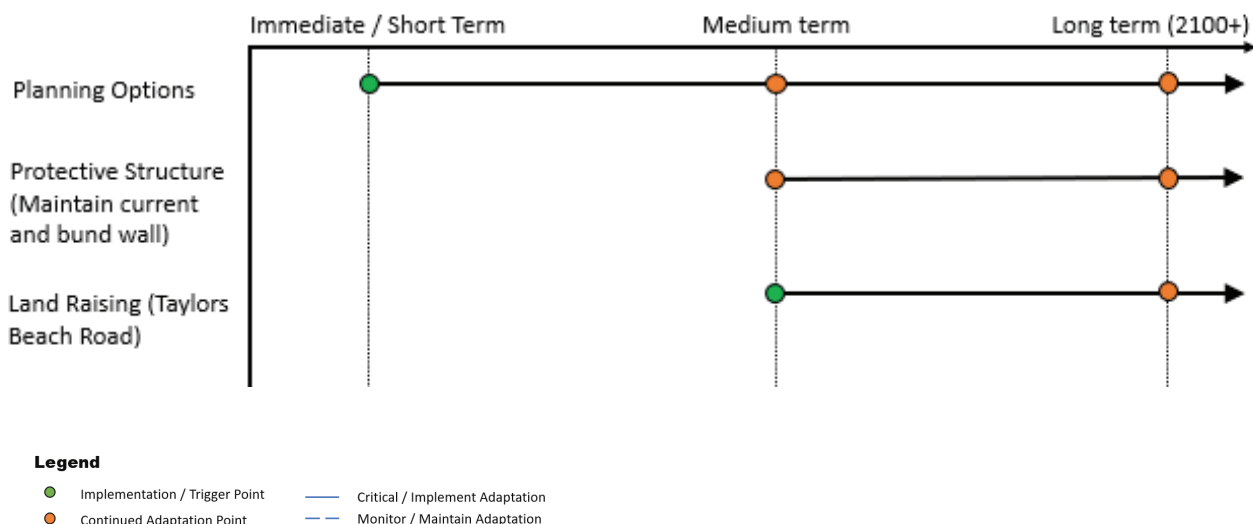 Immediate / Short Term
Medium term
Long term (2100+)
Planning Options
Protective Structure
(Maintain current
and bund wall)
Land Raising (Taylors
Beach Road)
Legend
Implementation / Trigger Point
Critical / Implement Adaptation
Continued Adaptation Point
Monitor / Maintain Adaptation